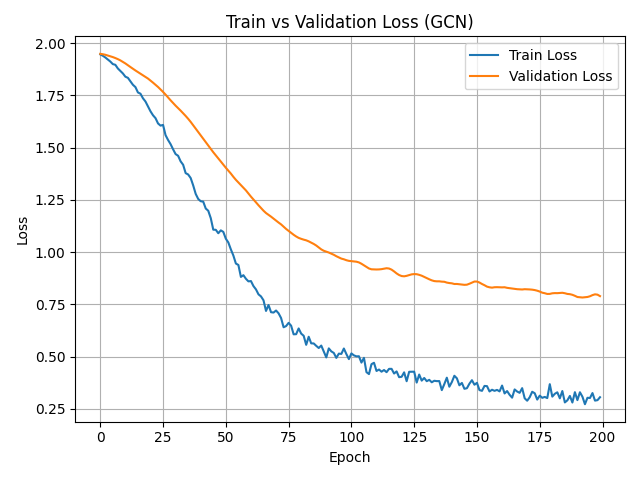 Train vs Validation Loss (GCN)
Train Loss
Validation Loss
2.00
1.75
1.50
1.25
1.00
0.75
0.50
0.25
Loss
0 25 50 75 100 125 150 175 200
Epoch